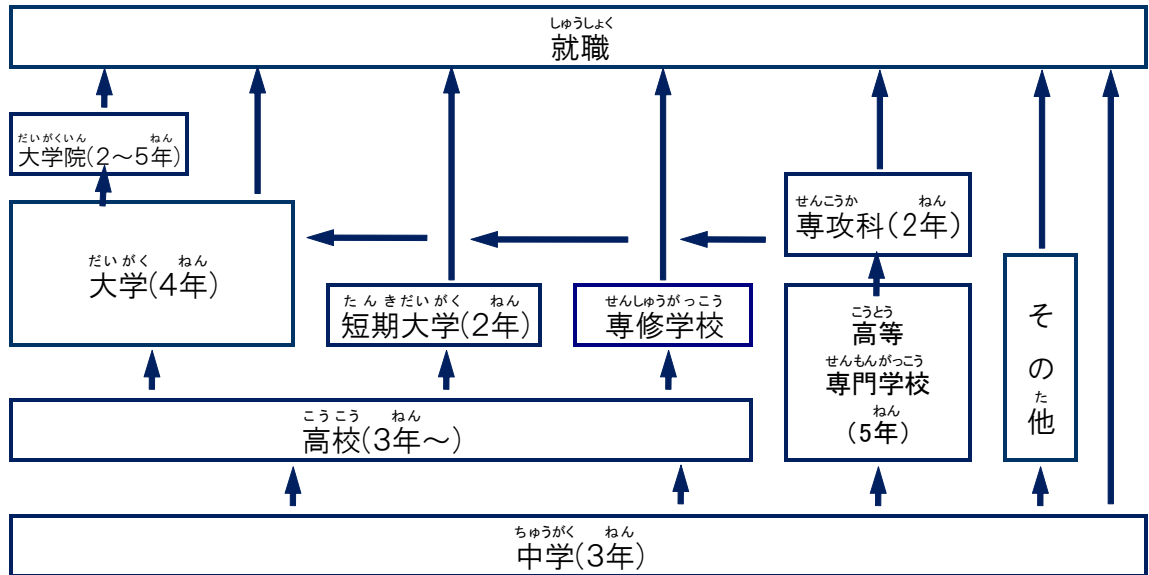 しゅうしょく
就職
だいがくいん ねん
大学院(2～5年)
せんこうか ねん
専攻科(2年)
だいがく ねん
大学(4年)
たんきだいがく ねん
短期大学(2年)
せんしゅうがっこう
専修学校
こうとう
高等
せんもんがっこう
専門学校
ねん
(5年)
そ
の
た
他
こうこう ねん
高校(3年～)
ちゅうがく ねん
中学(3年)